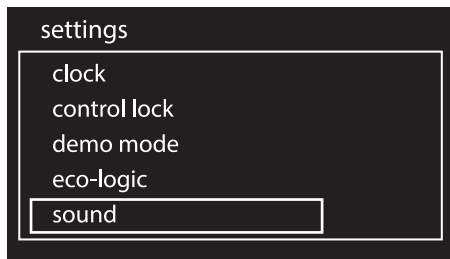 settings
clock
control lock
demo mode
eco-logic
sound